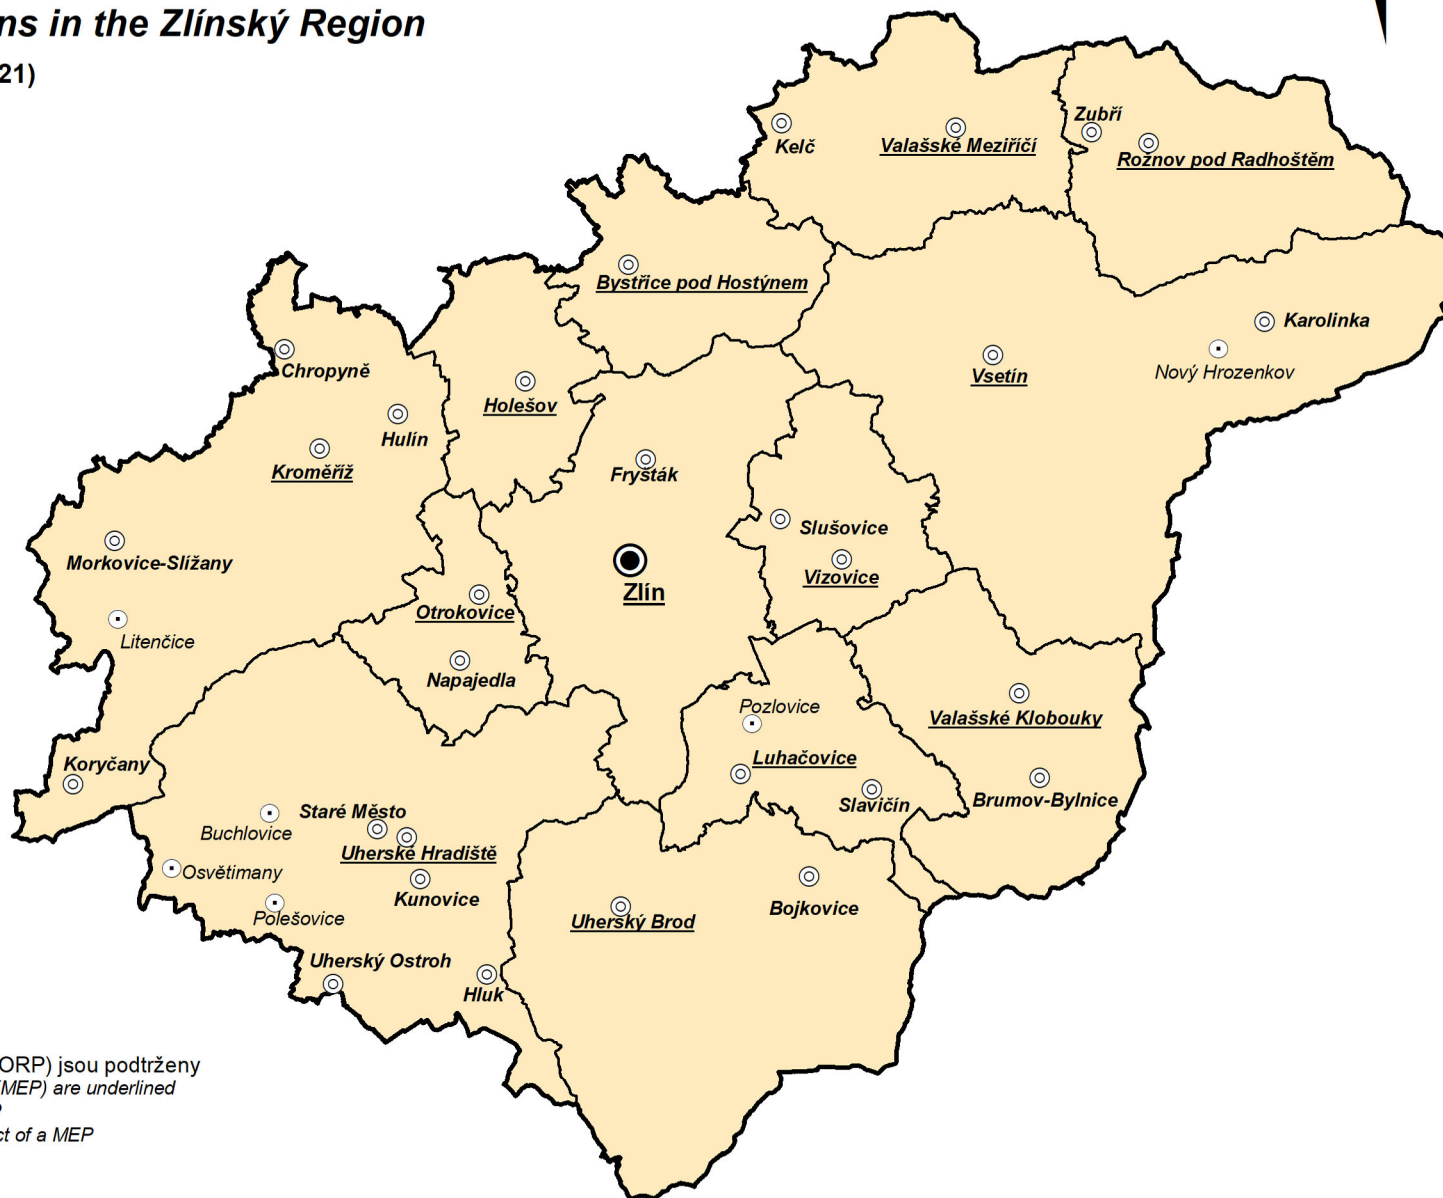 ns in the Zlínský Region
21)
Zubří
Kelč
Valašské Meziříčí
Rožnov pod Radhoštěm
Bystřice pod Hostýnem
Karolinka
Chropyně
Vsetín
Nový Hrozenkov
Holešov
Hulín
Kroměříž
Fryšták
Slušovice
Morkovice-Slížany
Vizovice
Zlín
Otrokovice
Litenčice
Napajedla
Pozlovice
Valašské Klobouky
Koryčany
Luhačovice
Slavičín
Brumov-Bylnice
Staré Město
Buchlovice
Uherské Hradiště
Osvětimany
Kunovice
Bojkovice
Polešovice
Uherský Brod
Uherský Ostroh
Hluk
ORP) jsou podtrženy
MEP) are underlined
ct of a MEP